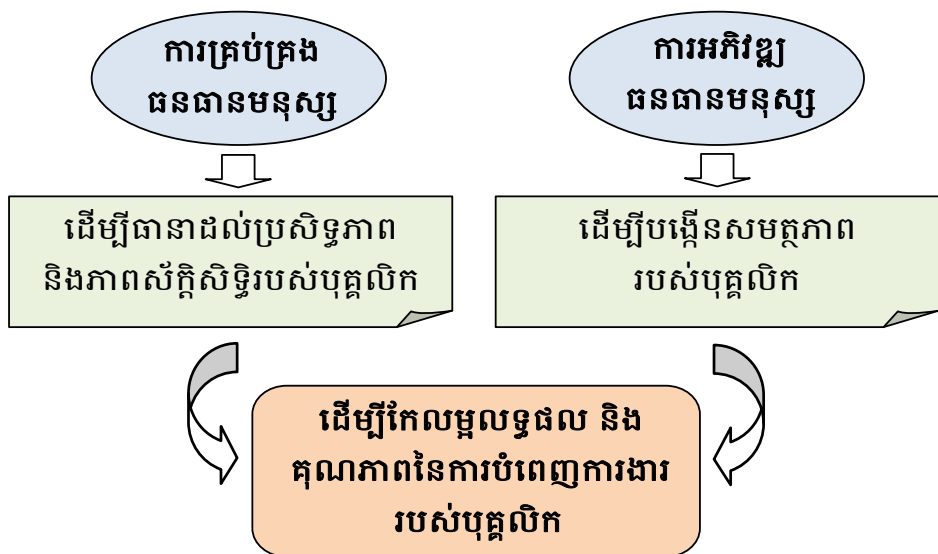 ការគ្រប់គ្រង
ធនធានមនុស្ស
ការអភិវឌ្ឍ
ធនធានមនុស្ស
ដើម្បីធានាដល់ប្រសិទ្ធភាព
និងភាពស័ក្តិសិទ្ធិរបស់បុគ្គលិក
ដើម្បីបង្កើនសមត្ថភាព
របស់បុគ្គលិក
ដើម្បីកែលម្អលទ្ធផល និង
គុណភាពនៃការបំពេញការងារ
របស់បុគ្គលិក